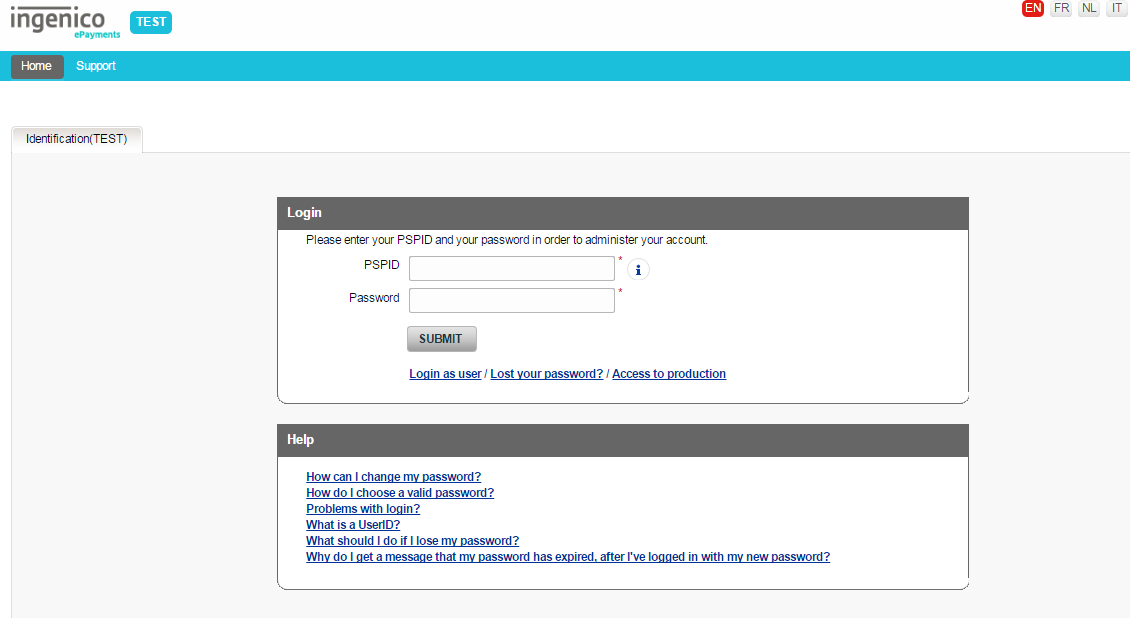 ingenico
ePayments
TEST
EN FR NL IT
Home Support
Identification(TEST)
Login
Please enter your PSPID and your password in order to administer your account.
PSPID * i
Password *
SUBMIT
Login as user / Lost your password? / Access to production
Help
How can I change my password?
How do I choose a valid password?
Problems with login?
What is a UserID?
What should I do if I lose my password?
Why do I get a message that my password has expired, after I've logged in with my new password?